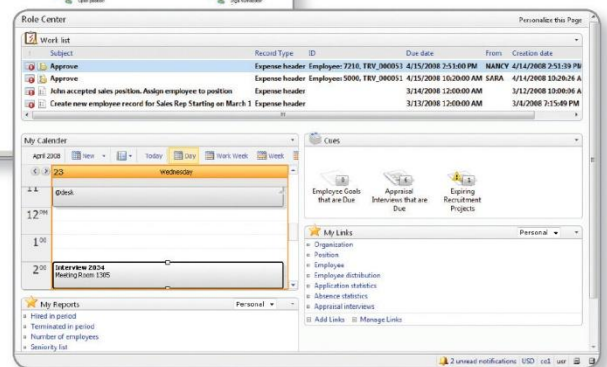 Role Center
Personalize this Page
Work list
Subject Record Type ID Due date From Creation date
Approve Expense header Employee: 7210, TRV_000053 4/15/2008 2:51:00 PM NANCY 4/14/2008 2:51:39 PM
Approve Expense header Employee: 5000, TRV_000051 4/15/2008 10:20:00 AM SARA 4/14/2008 10:20:26 A
John accepted sales position. Assign employee to position Expense header 3/14/2008 12:00:00 AM 3/12/2008 10:00:06 A
Create new employee record for Sales Rep Starting on March 1 Expense header 3/13/2008 12:00:00 AM 3/4/2008 7:15:49 PM
My Calender
April 2008 New Today Day Work Week Week
23 Wednesday
11 @desk
12 PM
1 00
2 00 Interview 2034
Meeting Room 1305
Cues
Employee Goals that are Due
Appraisal Interviews that are Due
Expiring Recruitment Projects
My Links Personal
Organization
Position
Employee
Employee distribution
Application statistics
Absence statistics
Appraisal interviews
Add Links Manage Links
My Reports Personal
Hired in period
Terminated in period
Number of employees
Seniority list
2 unread notifications USD co1 usr